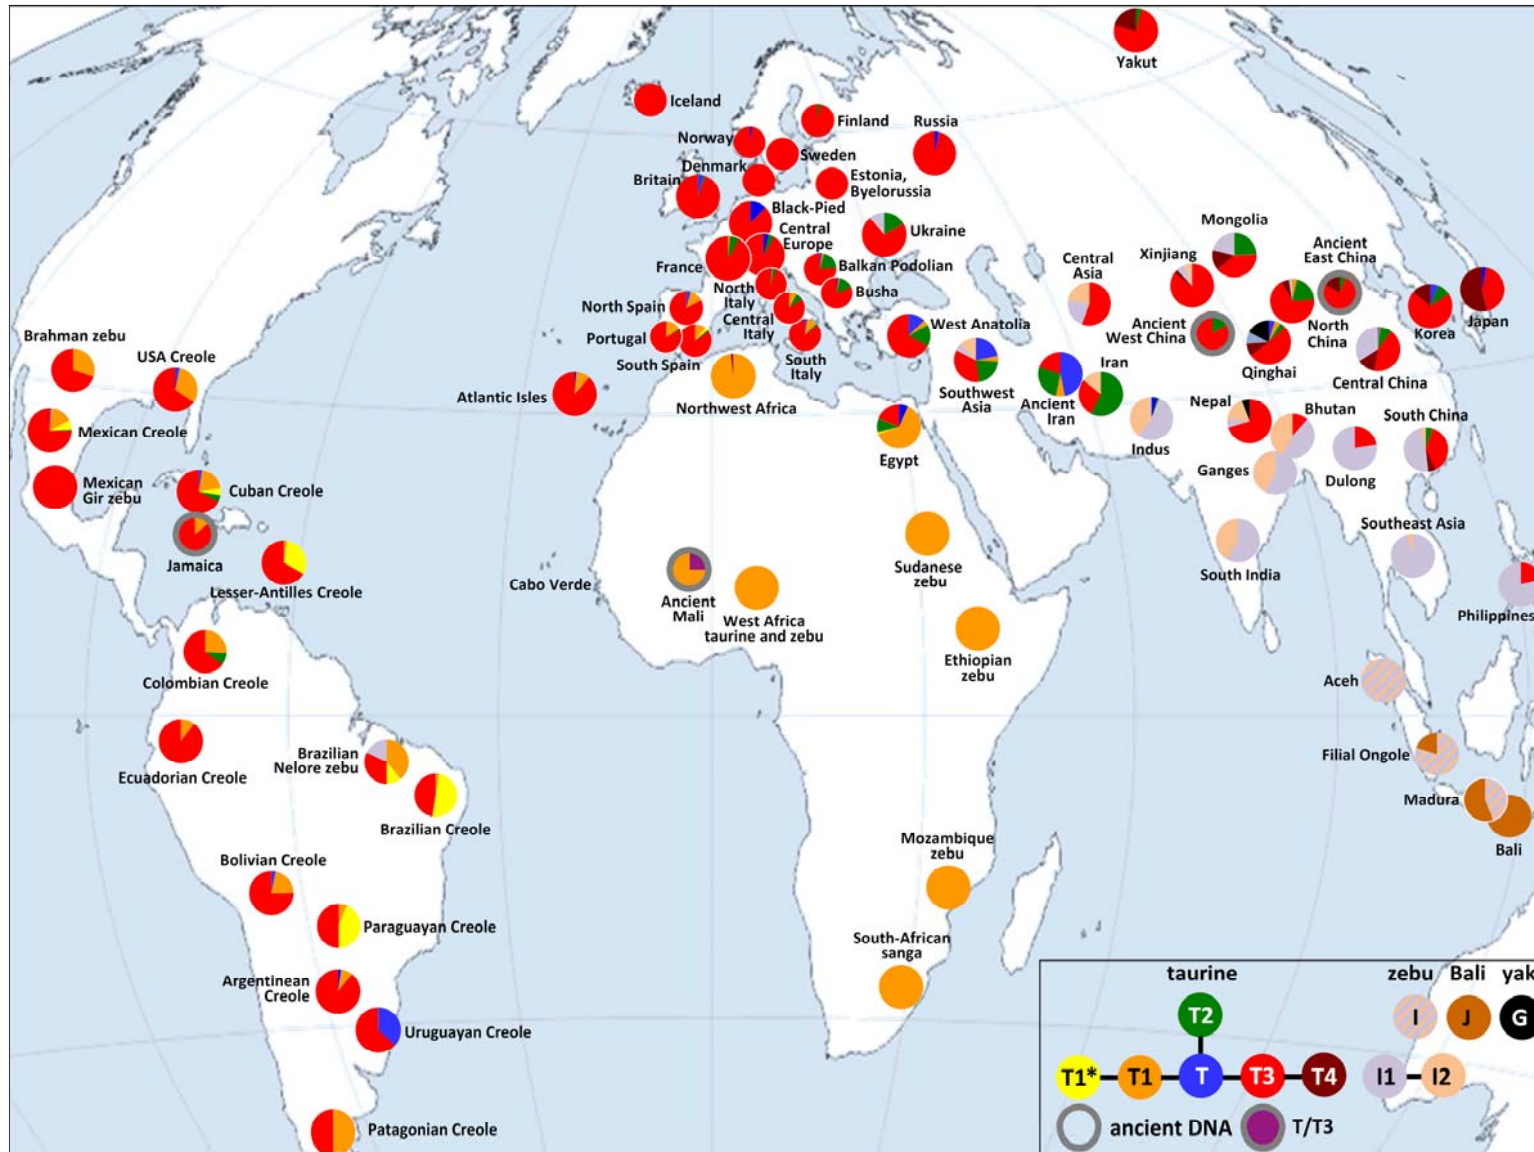 Yakut
Iceland
Finland
Russia
Norway
Sweden
Denmark
Britain
Estonia,
Byelorussia
Black-Pied
Central
Europe
Ukraine
France
Balkan Podolian
North
Italy
Busha
North Spain
Central
Italy
Portugal
South Spain
South
Italy
West Anatolia
Southwest
Asia
Ancient
Iran
Iran
Central
Asia
Xinjiang
Mongolia
Ancient
East China
Ancient
West China
North
China
Qinghai
Korea
Japan
Central China
Nepal
Bhutan
South China
Indus
Ganges
Dulong
South India
Southeast Asia
Philippines
Aceh
Filial Ongole
Madura
Bali
Brahman zebu
USA Creole
Mexican Creole
Mexican
Gir zebu
Cuban Creole
Jamaica
Lesser-Antilles Creole
Colombian Creole
Ecuadorian Creole
Brazilian
Nelore zebu
Brazilian Creole
Bolivian Creole
Paraguayan Creole
Argentinean
Creole
Uruguayan Creole
Patagonian Creole
Atlantic Isles
Northwest Africa
Egypt
Cabo Verde
Ancient
Mali
West Africa
taurine and zebu
Sudanese
zebu
Ethiopian
zebu
Mozambique
zebu
South-African
sanga
taurine zebu Bali yak
T2 I J G
T1* T1 T T3 T4 I1 I2
ancient DNA T/T3